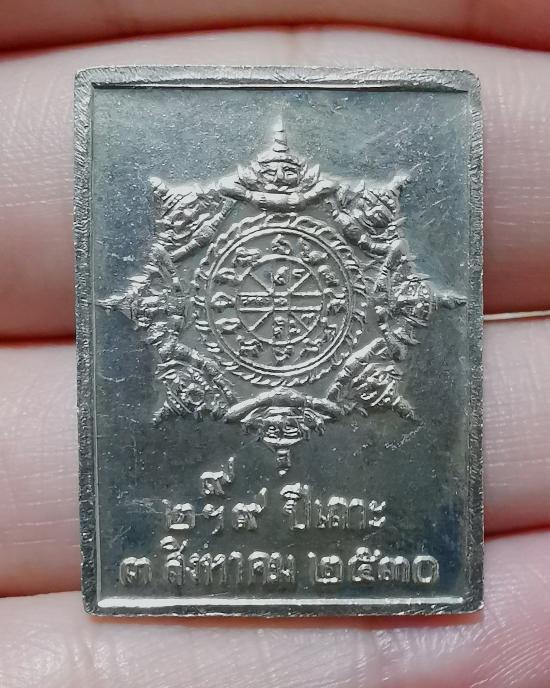 ๙
๒ ๗ ๙ ปีเถาะ
๓ สิงหาคม ๒๕๓๐